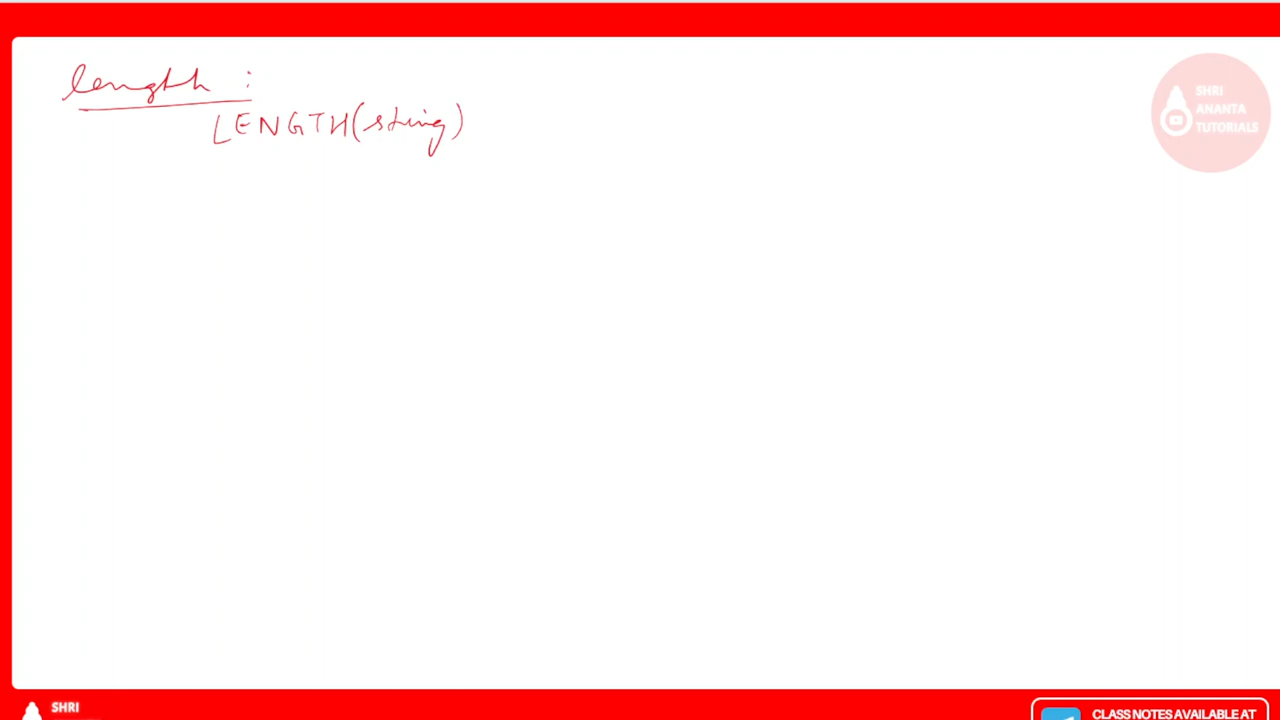 length :
LENGTH(string)
SHRI
ANANTA
TUTORIALS
SHRI
CLASS NOTES AVAILABLE AT